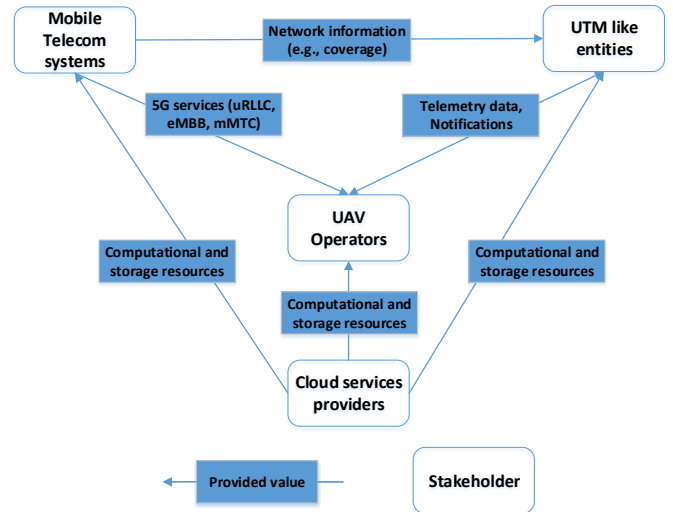 Mobile
Telecom
systems
Network information
(e.g., coverage)
UTM like
entities
5G services (uRLLC,
eMBB, mMTC)
Telemetry data,
Notifications
UAV
Operators
Computational and
storage resources
Computational and
storage resources
Computational and
storage resources
Cloud services
providers
Provided value
Stakeholder